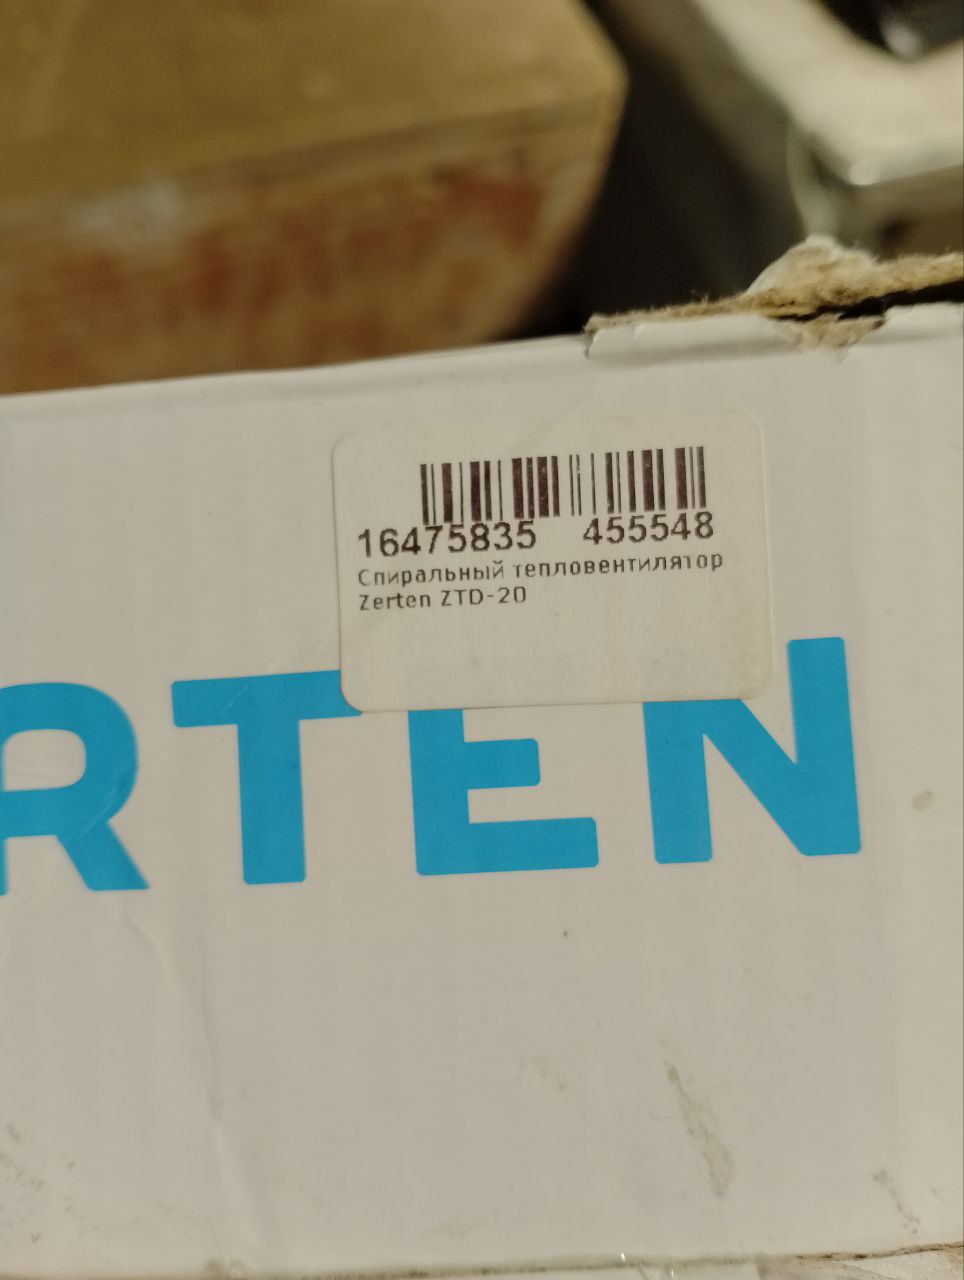 16475835 455548
Спиральный тепловентилятор
Zerten ZTD-20
RTEN